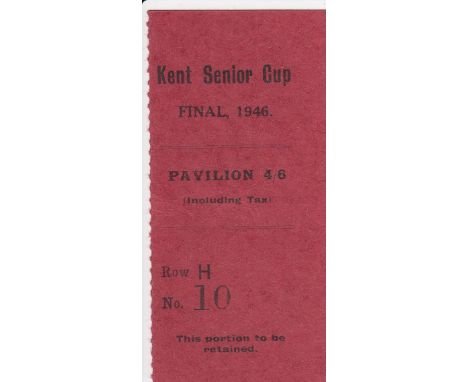 Kent Senior Cup
FINAL, 1946.
PAVILION 4/6
(Including Tax)
Row H
No. 10
This portion to be
retained.